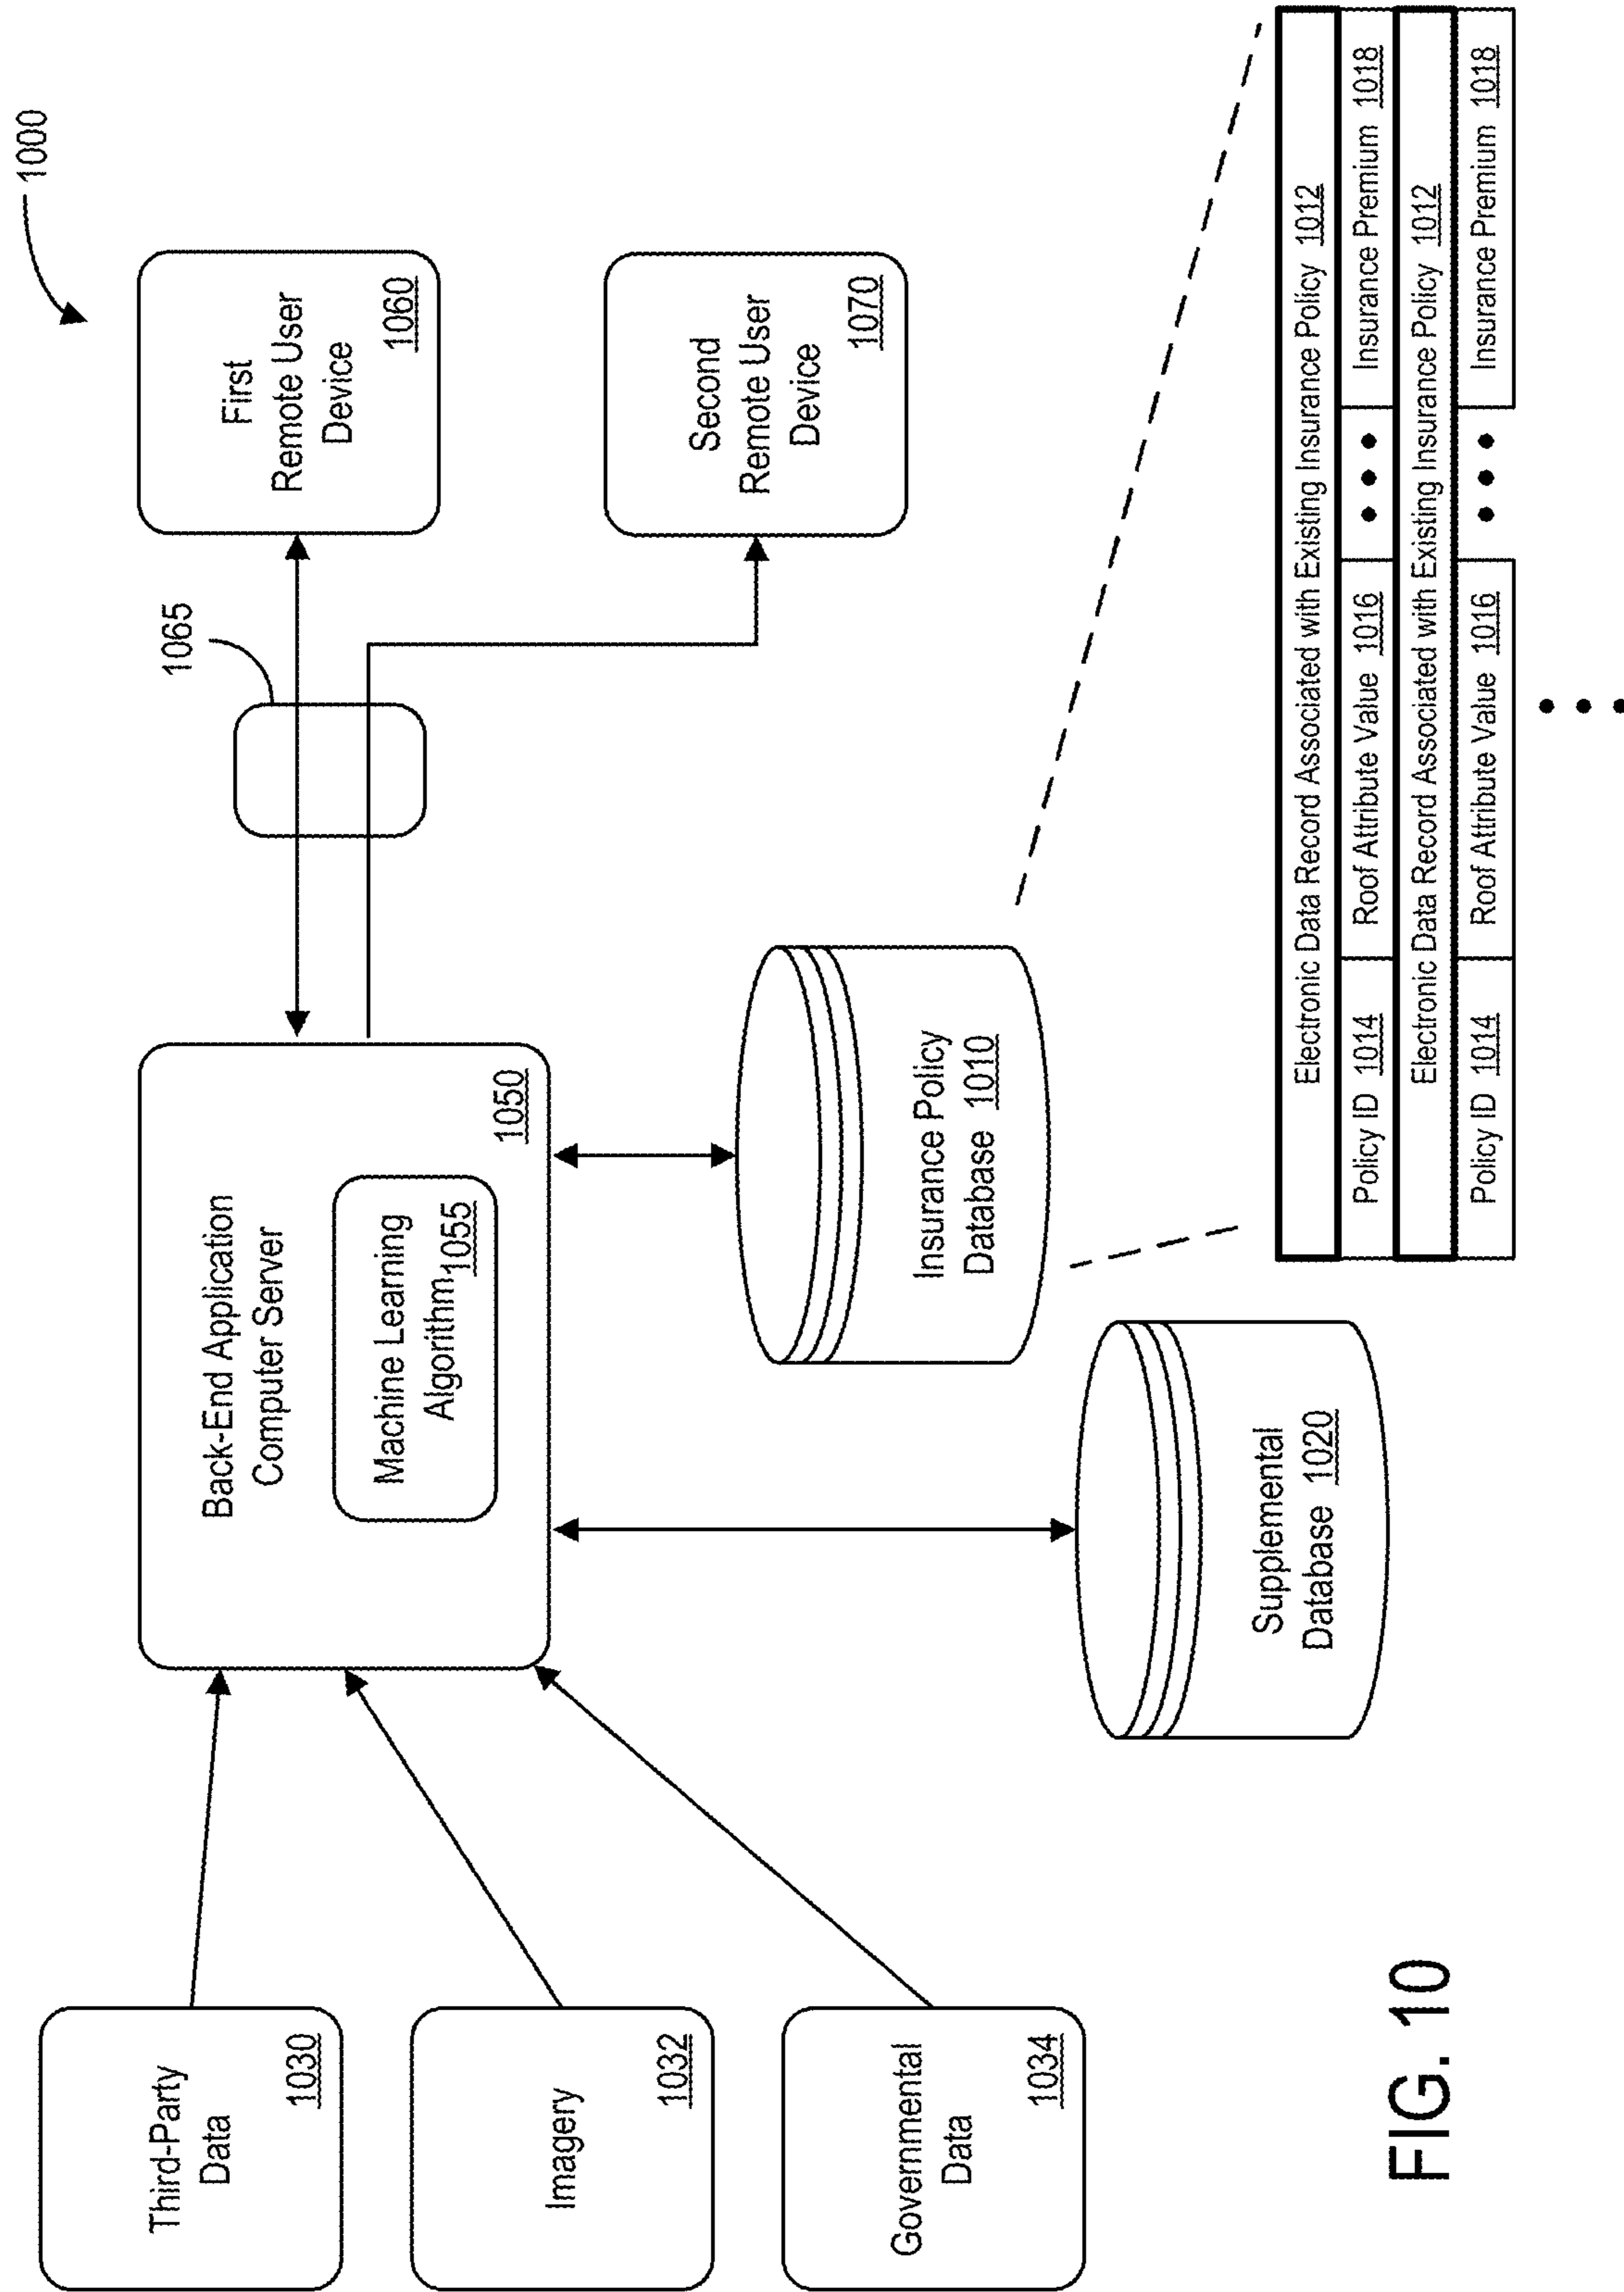 1000
Third-Party
Data
1030
Imagery
1032
Governmental
Data
1034
Back-End Application
Computer Server
1050
Machine Learning
Algorithm 1055
1065
First
Remote User
Device
1060
Second
Remote User
Device
1070
Insurance Policy
Database 1010
Supplemental
Database 1020
Electronic Data Record Associated with Existing Insurance Policy 1012
Policy ID 1014 Roof Attribute Value 1016 ••• Insurance Premium 1018
Electronic Data Record Associated with Existing Insurance Policy 1012
Policy ID 1014 Roof Attribute Value 1016 ••• Insurance Premium 1018
FIG. 10